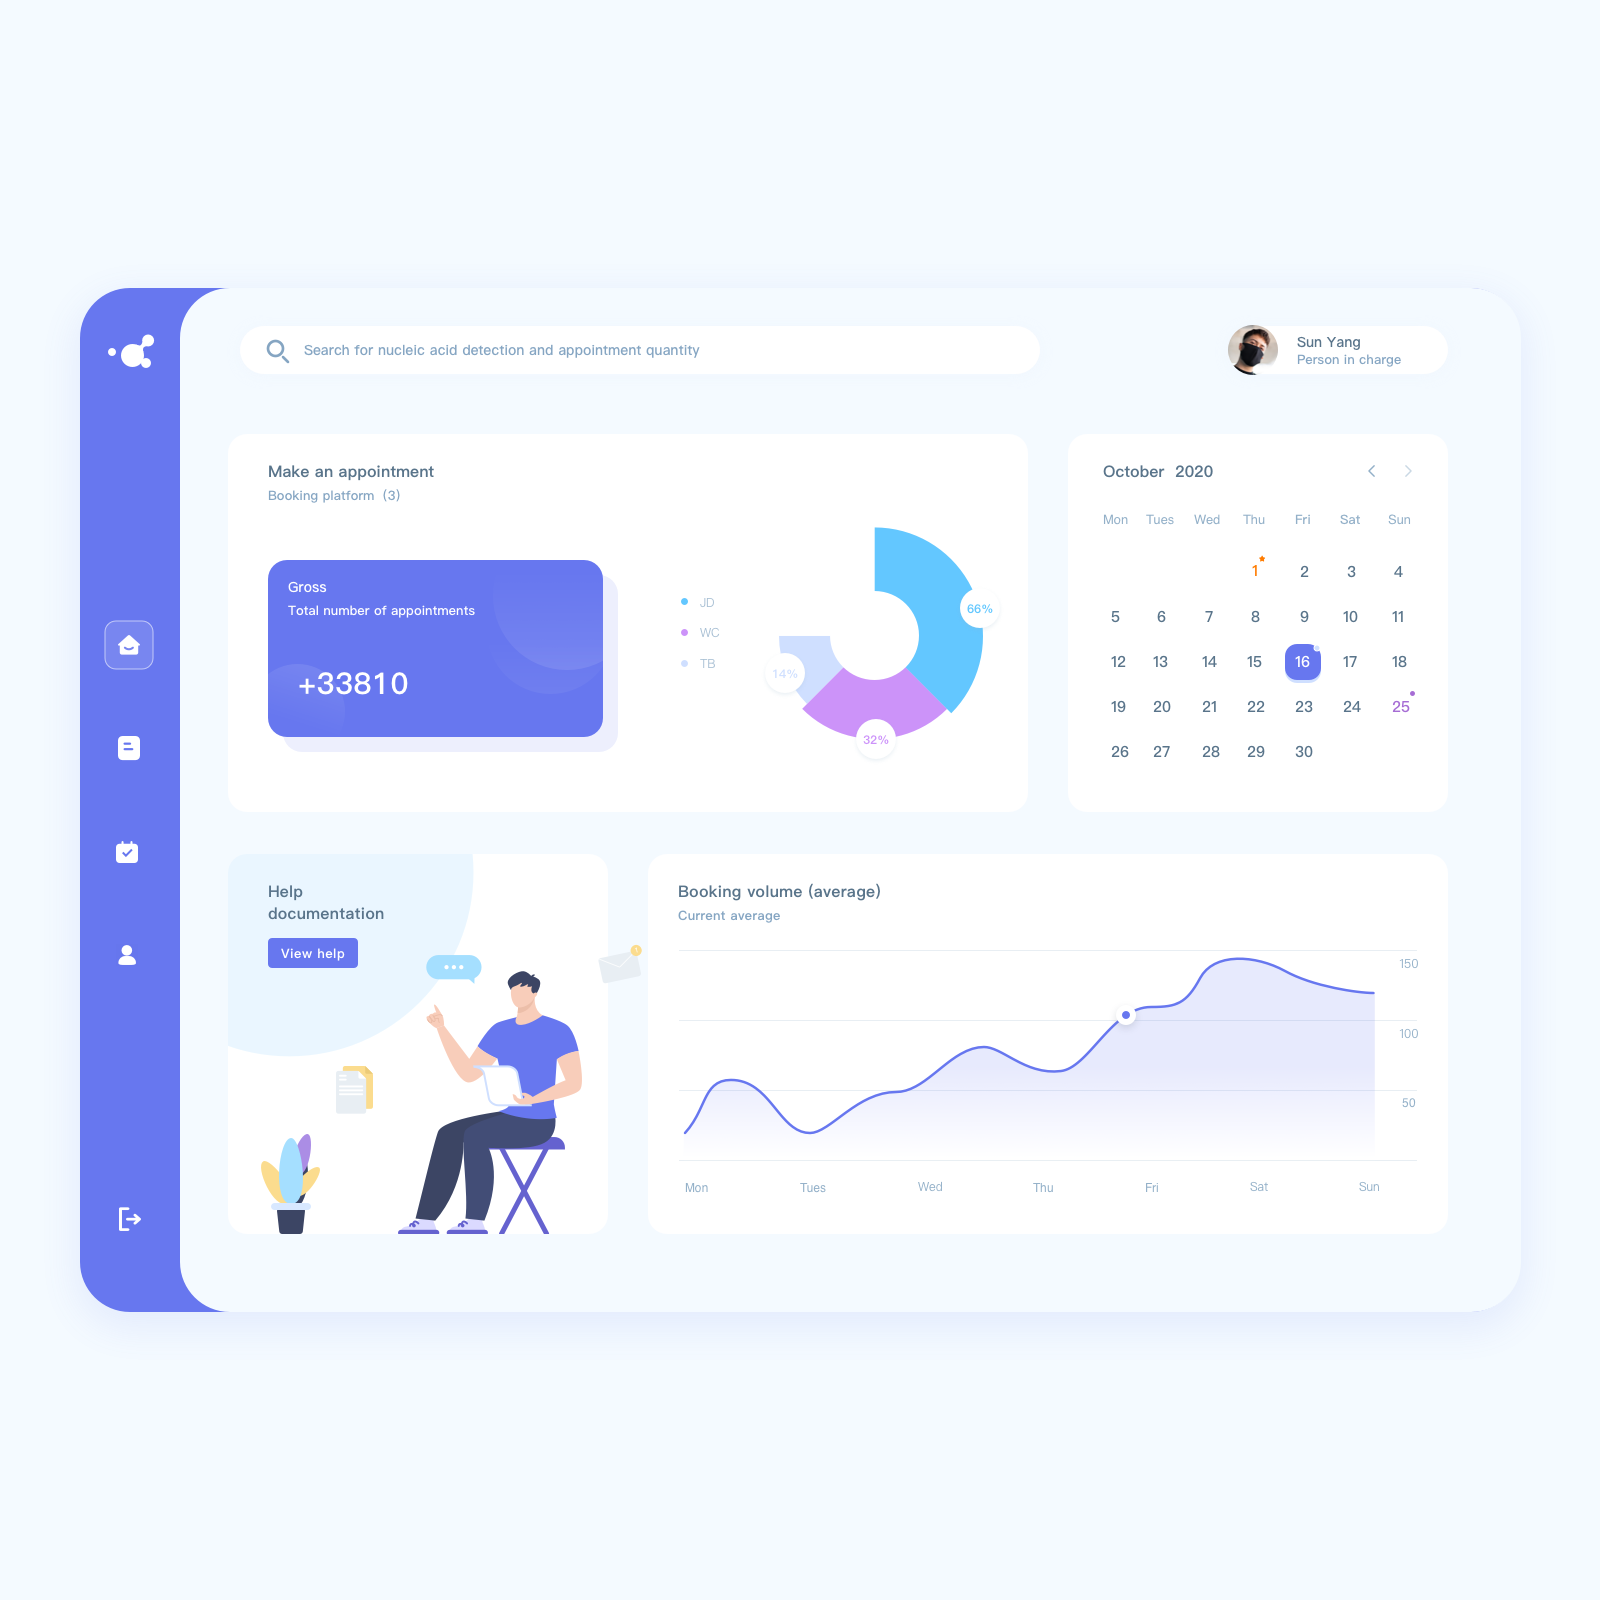 Search for nucleic acid detection and appointment quantity
Sun Yang
Person in charge
Make an appointment
Booking platform (3)
Gross
Total number of appointments
+33810
JD
WC
TB
66%
14%
32%
October 2020
Mon Tues Wed Thu Fri Sat Sun
1 2 3 4
5 6 7 8 9 10 11
12 13 14 15 16 17 18
19 20 21 22 23 24 25
26 27 28 29 30
Help
documentation
View help
Booking volume (average)
Current average
150
100
50
Mon Tues Wed Thu Fri Sat Sun